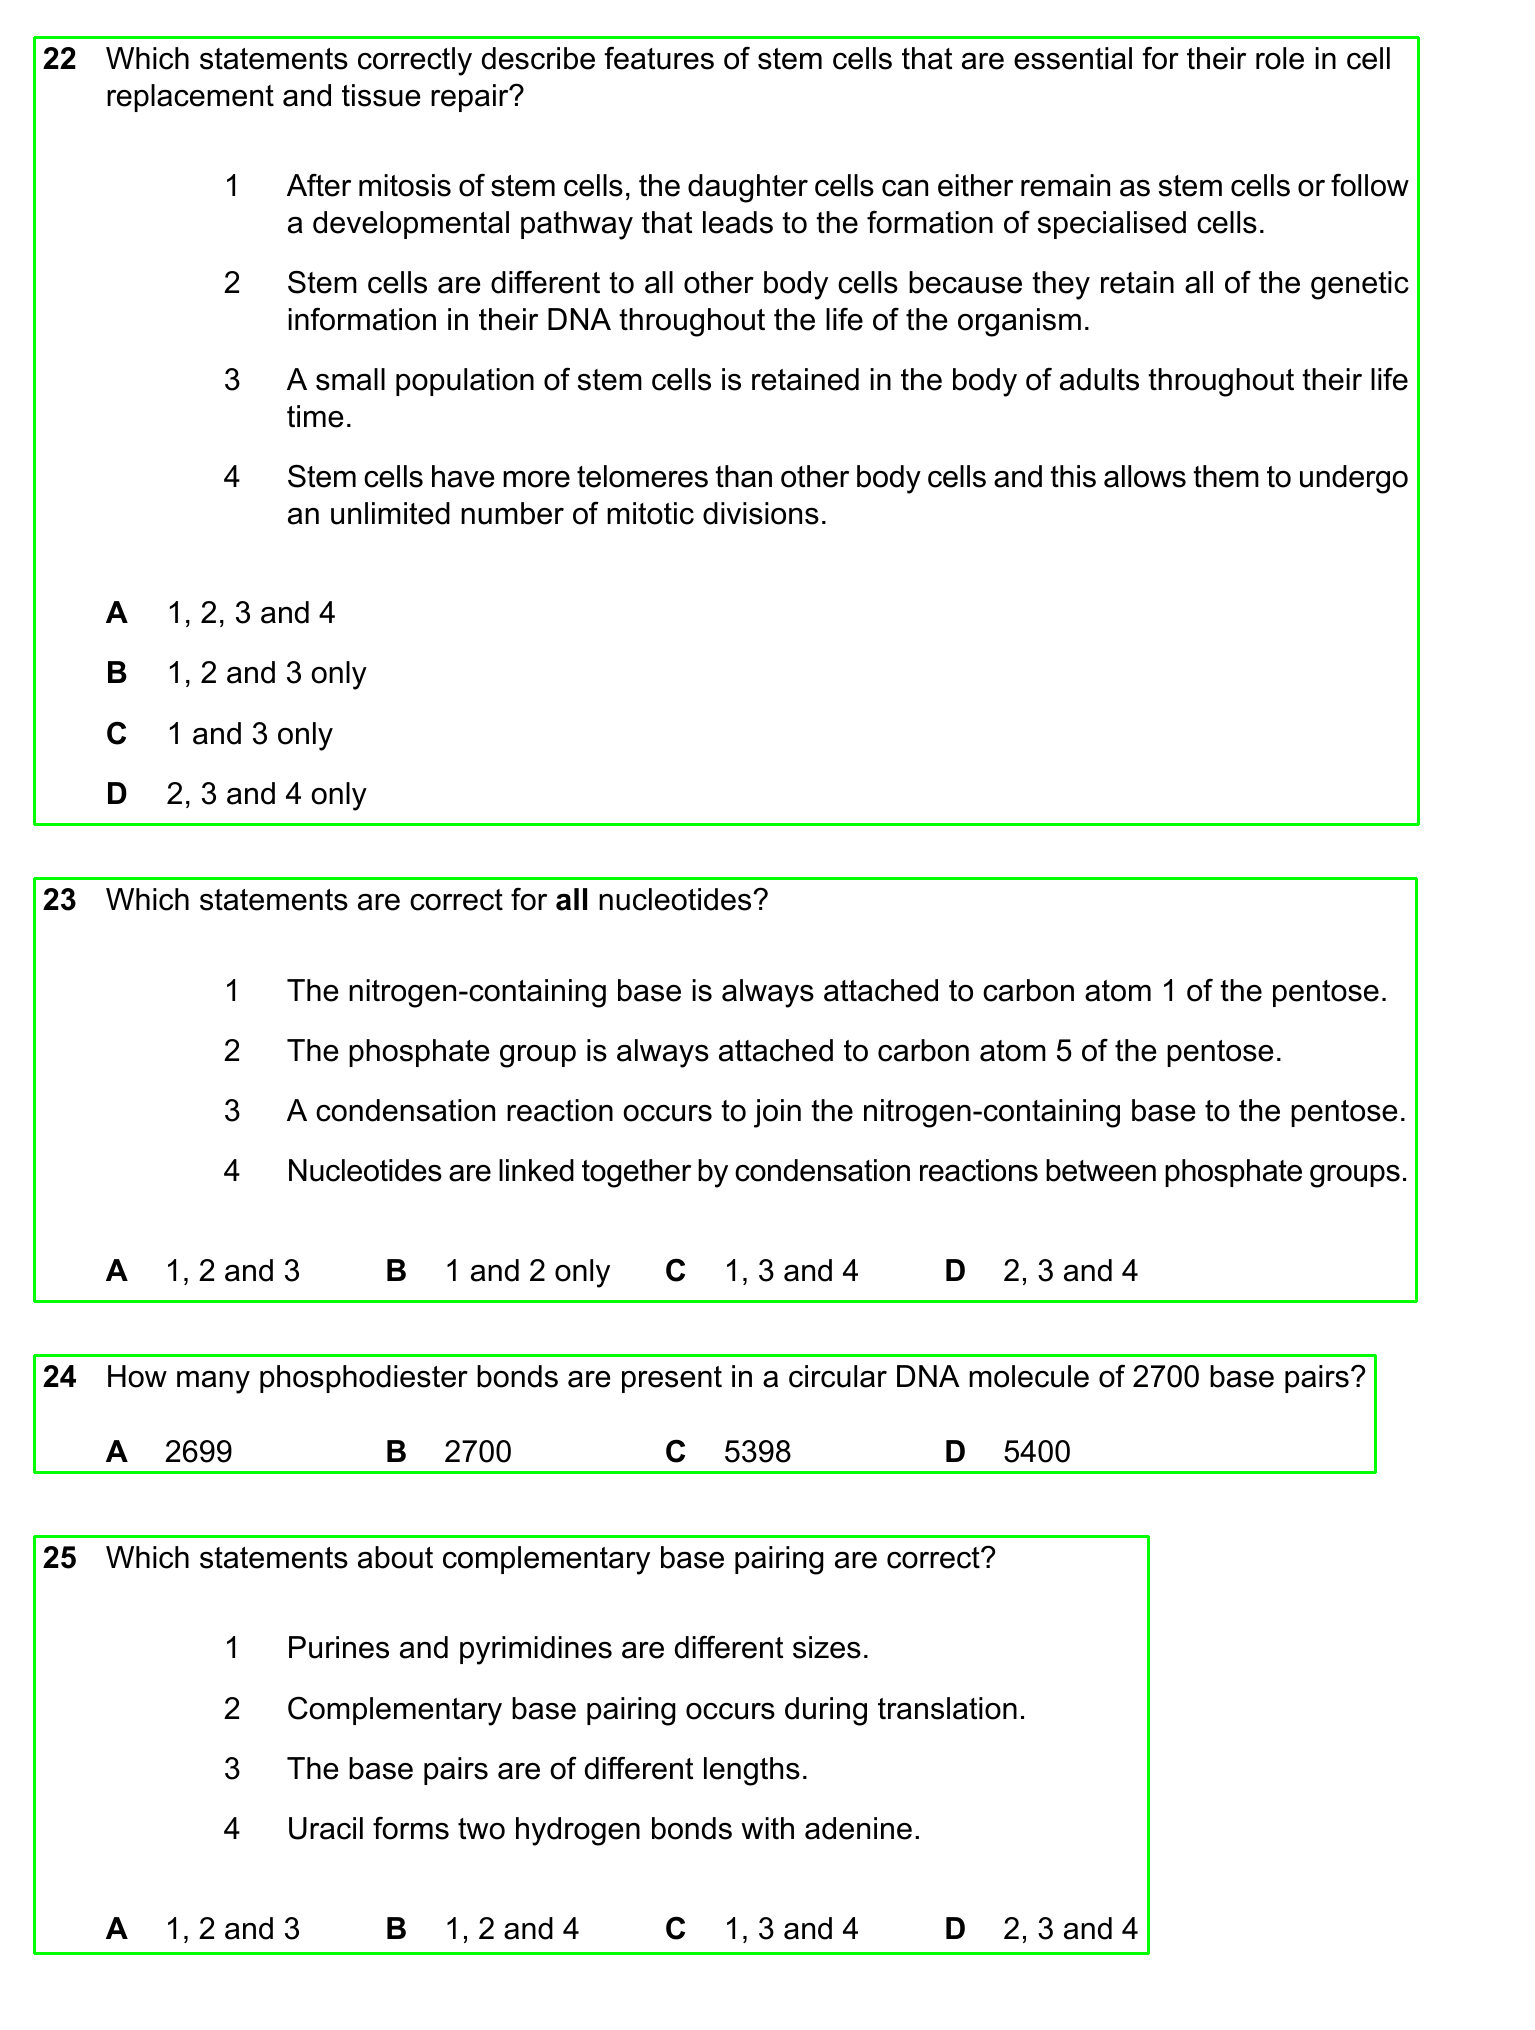 22 Which statements correctly describe features of stem cells that are essential for their role in cell
replacement and tissue repair?
1 After mitosis of stem cells, the daughter cells can either remain as stem cells or follow
a developmental pathway that leads to the formation of specialised cells.
2 Stem cells are different to all other body cells because they retain all of the genetic
information in their DNA throughout the life of the organism.
3 A small population of stem cells is retained in the body of adults throughout their life
time.
4 Stem cells have more telomeres than other body cells and this allows them to undergo
an unlimited number of mitotic divisions.
A 1, 2, 3 and 4
B 1, 2 and 3 only
C 1 and 3 only
D 2, 3 and 4 only
23 Which statements are correct for all nucleotides?
1 The nitrogen-containing base is always attached to carbon atom 1 of the pentose.
2 The phosphate group is always attached to carbon atom 5 of the pentose.
3 A condensation reaction occurs to join the nitrogen-containing base to the pentose.
4 Nucleotides are linked together by condensation reactions between phosphate groups.
A 1, 2 and 3 B 1 and 2 only C 1, 3 and 4 D 2, 3 and 4
24 How many phosphodiester bonds are present in a circular DNA molecule of 2700 base pairs?
A 2699 B 2700 C 5398 D 5400
25 Which statements about complementary base pairing are correct?
1 Purines and pyrimidines are different sizes.
2 Complementary base pairing occurs during translation.
3 The base pairs are of different lengths.
4 Uracil forms two hydrogen bonds with adenine.
A 1, 2 and 3 B 1, 2 and 4 C 1, 3 and 4 D 2, 3 and 4